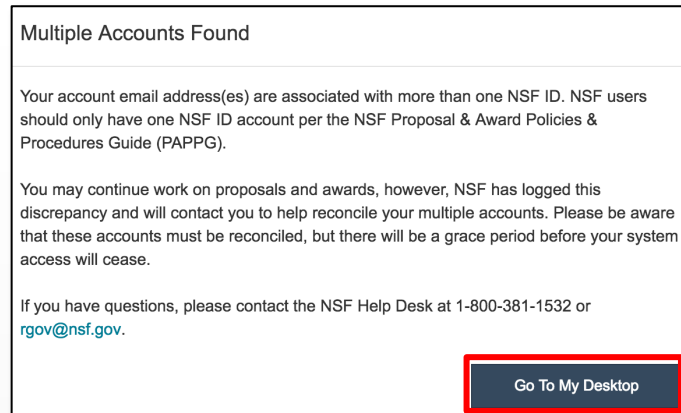 Multiple Accounts Found
Your account email address(es) are associated with more than one NSF ID. NSF users
should only have one NSF ID account per the NSF Proposal & Award Policies &
Procedures Guide (PAPPG).
You may continue work on proposals and awards, however, NSF has logged this
discrepancy and will contact you to help reconcile your multiple accounts. Please be aware
that these accounts must be reconciled, but there will be a grace period before your system
access will cease.
If you have questions, please contact the NSF Help Desk at 1-800-381-1532 or
rgov@nsf.gov.
Go To My Desktop